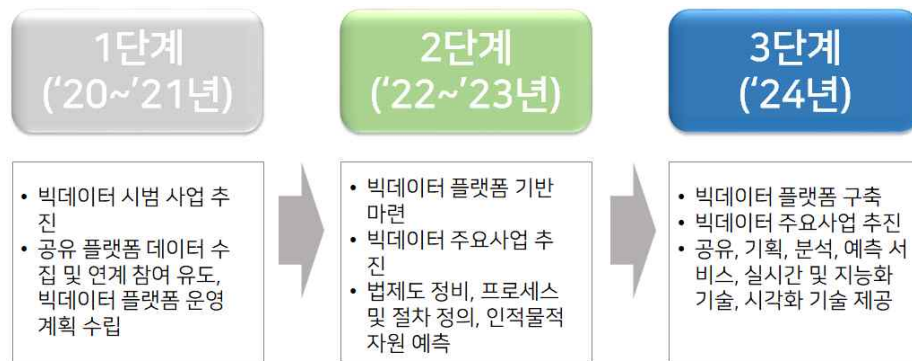 1단계
(‘20~’21년)
• 빅데이터 시범 사업 추
진
• 공유 플랫폼 데이터 수
집 및 연계 참여 유도,
빅데이터 플랫폼 운영
계획 수립
2단계
(‘22~’23년)
• 빅데이터 플랫폼 기반
마련
• 빅데이터 주요사업 추
진
• 법제도 정비, 프로세스
및 절차 정의, 인적물적
자원 예측
3단계
(‘24년)
• 빅데이터 플랫폼 구축
• 빅데이터 주요사업 추진
• 공유, 기획, 분석, 예측 서
비스, 실시간 및 지능화
기술, 시각화 기술 제공